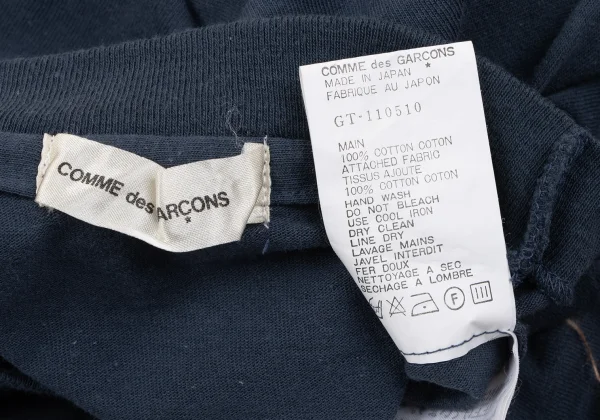 COMME des GARCONS
*
COMME des GARCONS
*
MADE IN JAPAN
FABRIQUE AU JAPON
GT-110510
MAIN
100% COTTON COTON
ATTACHED FABRIC
TISSUS AJOUTE
100% COTTON COTON
HAND WASH
DO NOT BLEACH
USE COOL IRON
DRY CLEAN
LINE DRY
LAVAGE MAINS
JAVEL INTERDIT
FER DOUX
NETTOYAGE A SEC
SECHAGE A LOMBRE
F